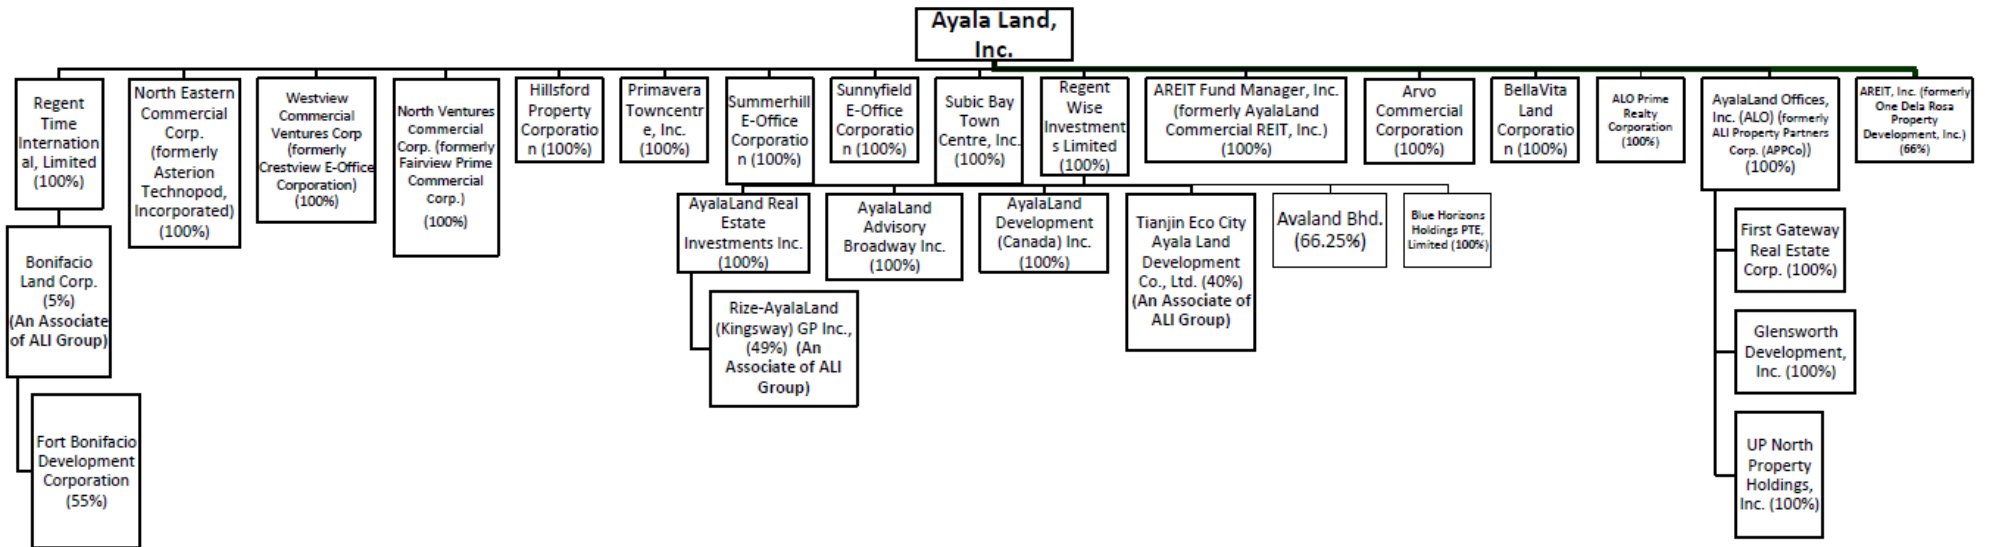 Ayala Land,
Inc.
Regent
Time
Internation
al, Limited
(100%)
North Eastern
Commercial
Corp.
(formerly
Asterion
Technopod,
Incorporated)
(100%)
Westview
Commercial
Ventures Corp
(formerly
Crestview E-Office
Corporation)
(100%)
North Ventures
Commercial
Corp. (formerly
Fairview Prime
Commercial
Corp.)
(100%)
Hillsford
Property
Corporatio
n (100%)
Primavera
Towncentr
e, Inc.
(100%)
Summerhill
E-Office
Corporatio
n (100%)
Sunnyfield
E-Office
Corporatio
n (100%)
Subic Bay
Town
Centre, Inc.
(100%)
Regent
Wise
Investment
s Limited
(100%)
AREIT Fund Manager, Inc.
(formerly AyalaLand
Commercial REIT, Inc.)
(100%)
Arvo
Commercial
Corporation
(100%)
BellaVita
Land
Corporatio
n (100%)
ALO Prime
Realty
Corporation
(100%)
AyalaLand Offices,
Inc. (ALO) (formerly
ALI Property Partners
Corp. (APPCo))
(100%)
AREIT, Inc. (formerly
One Dela Rosa
Property
Development, Inc.)
(66%)
Bonifacio
Land Corp.
(5%)
(An Associate
of ALI Group)
Fort Bonifacio
Development
Corporation
(55%)
AyalaLand Real
Estate
Investments Inc.
(100%)
AyalaLand
Advisory
Broadway Inc.
(100%)
AyalaLand
Development
(Canada) Inc.
(100%)
Tianjin Eco City
Ayala Land
Development
Co., Ltd. (40%)
(An Associate of
ALI Group)
Avaland Bhd.
(66.25%)
Blue Horizons
Holdings PTE,
Limited (100%)
Rize-AyalaLand
(Kingsway) GP Inc.,
(49%) (An
Associate of ALI
Group)
First Gateway
Real Estate
Corp. (100%)
Glensworth
Development,
Inc. (100%)
UP North
Property
Holdings,
Inc. (100%)